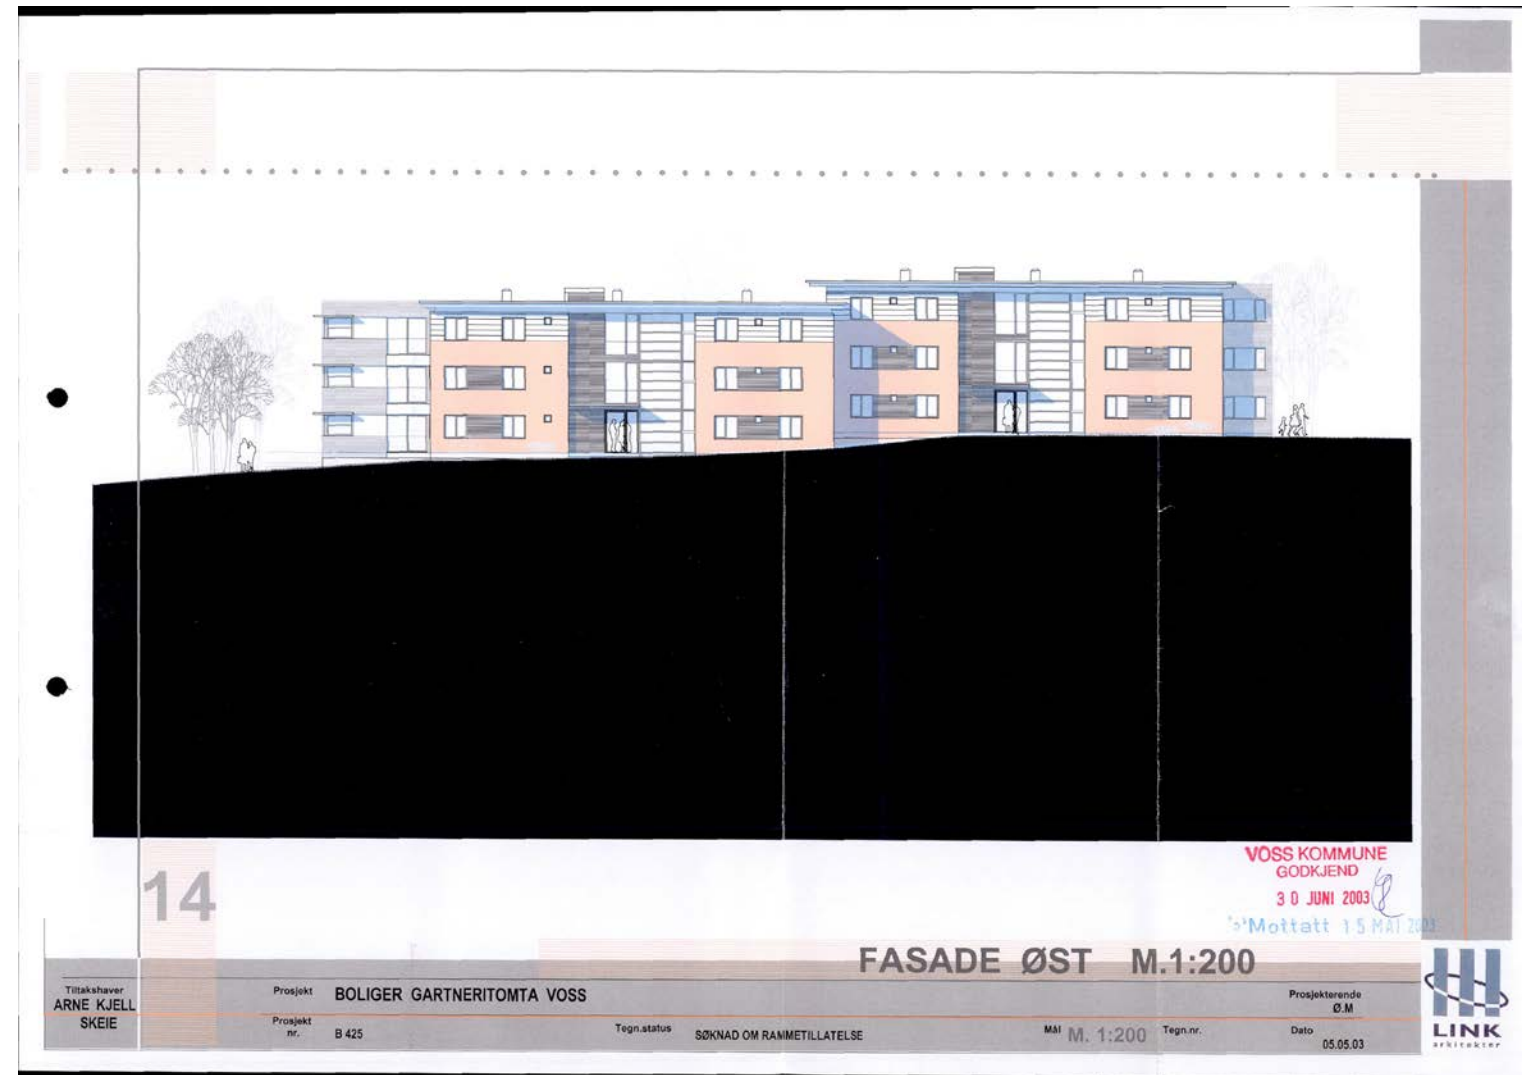 VOSS KOMMUNE
GODKJEND
30 JUNI 2003
Mottatt 15 MAI 2003
14
FASADE ØST M.1:200
Tiltakshaver
ARNE KJELL
SKEIE
Prosjekt BOLIGER GARTNERITOMTA VOSS
Prosjekt
nr. B 425
Tegn.status SØKNAD OM RAMMETILLATELSE
Mål M. 1:200
Tegn.nr.
Prosjekterende
Ø.M
Dato
05.05.03
LINK
arkitekter